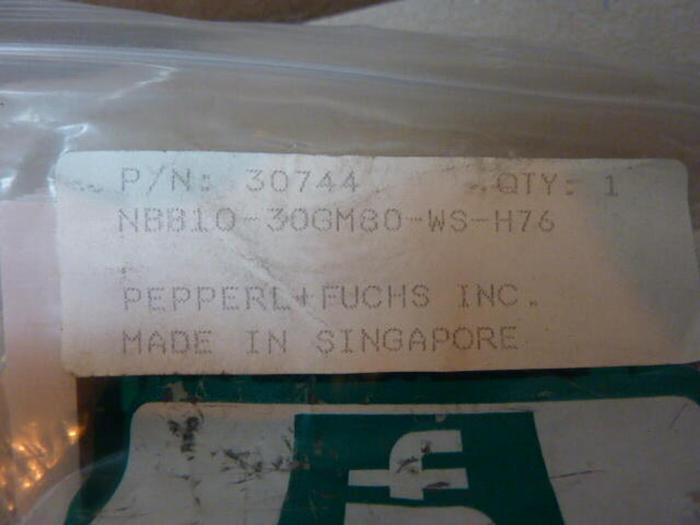 P/N: 30744 QTY: 1
NBB10-30GM80-WS-H76
PEPPERL+FUCHS INC.
MADE IN SINGAPORE
f